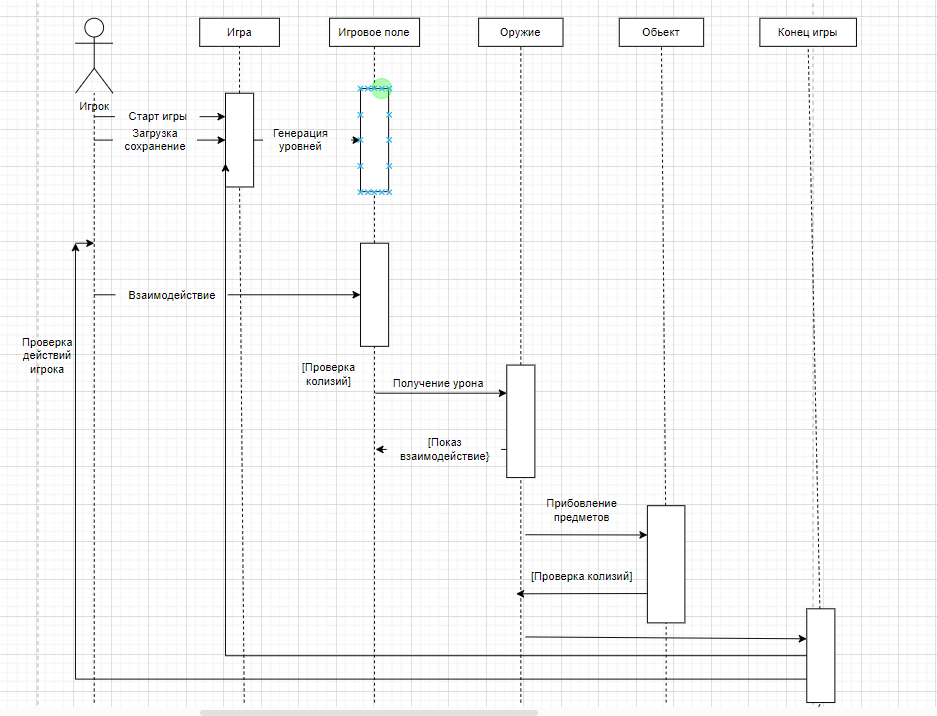 Игра
Игровое поле
Оружие
Обьект
Конец игры
Игрок
Старт игры
Загрузка
сохранение
Генерация
уровней
Взаимодействие
Проверка
действий
игрока
[Проверка
колизий]
Получение урона
[Показ
взаимодействие}
Прибовление
предметов
[Проверка колизий]